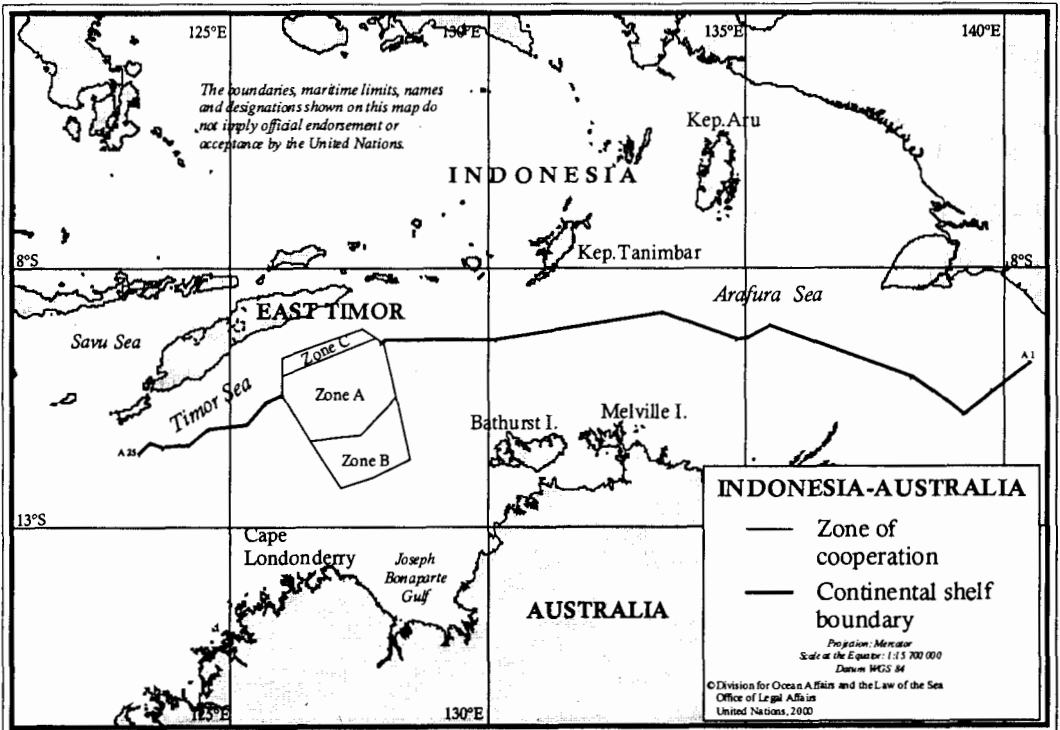 125°E
130°E
135°E
140°E
The boundaries, maritime limits, names
and designations shown on this map do
not imply official endorsement or
acceptance by the United Nations.
Kep. Aru
INDONESIA
Kep. Tanimbar
8°S
8°S
Arafura Sea
EAST TIMOR
Savu Sea
Zone C
A 1
Timor Sea
Zone A
Bathurst I.
Melville I.
A 25
Zone B
13°S
Cape
Londonderry
Joseph
Bonaparte
Gulf
AUSTRALIA
125°E
130°E
INDONESIA-AUSTRALIA
Zone of
cooperation
Continental shelf
boundary
Projection: Mercator
Scale at the Equator: 1:15 700 000
Datum WGS 84
©Division for Ocean Affairs and the Law of the Sea
Office of Legal Affairs
United Nations, 2000